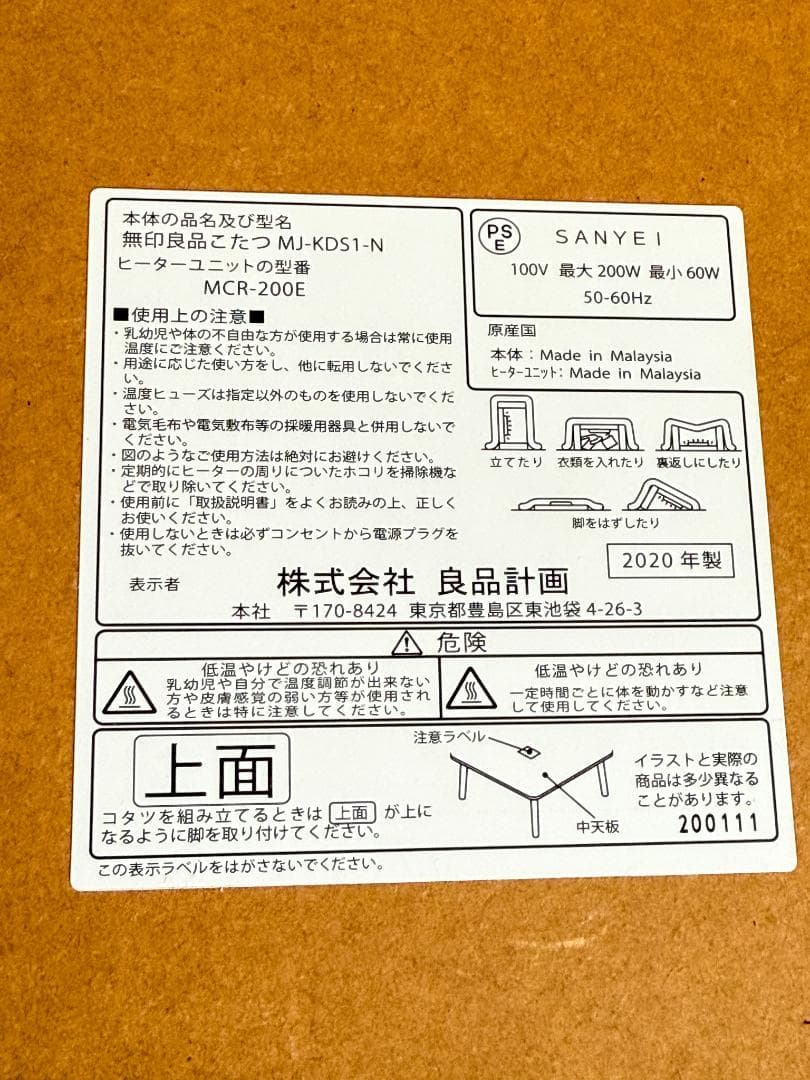 本体の品名及び型名
無印良品こたつ MJ-KDS1-N
ヒーターユニットの型番
MCR-200E
■使用上の注意■
・乳幼児や体の不自由な方が使用する場合は常に使用
温度にご注意ください。
・用途に応じた使い方をし、他に転用しないでくださ
い。
・温度ヒューズは指定以外のものを使用しないでくだ
さい。
・電気毛布や電気敷布等の採暖用器具と併用しないで
ください。
・図のようなご使用方法は絶対にお避けください。
・定期的にヒーターの周りについたホコリを掃除機な
どで取り除いてください。
・使用前に「取扱説明書」をよくお読みの上、正しく
お使いください。
・使用しないときは必ずコンセントから電源プラグを
抜いてください。
PS
E
SANYEI
100V 最大 200W 最小 60W
50-60Hz
原産国
本体：Made in Malaysia
ヒーターユニット：Made in Malaysia
立てたり 衣類を入れたり 裏返しにしたり
脚をはずしたり
2020 年製
表示者 株式会社 良品計画
本社 〒170-8424 東京都豊島区東池袋 4-26-3
危険
低温やけどの恐れあり
乳幼児や自分で温度調節が出来ない
方や皮膚感覚の弱い方等が使用され
るときは特に注意してください。
低温やけどの恐れあり
一定時間ごとに体を動かすなど注意
して使用してください。
上面
コタツを組み立てるときは 上面 が上に
なるように脚を取り付けてください。
注意ラベル
中天板
イラストと実際の
商品は多少異なる
ことがあります。
200111
この表示ラベルをはがさないでください。